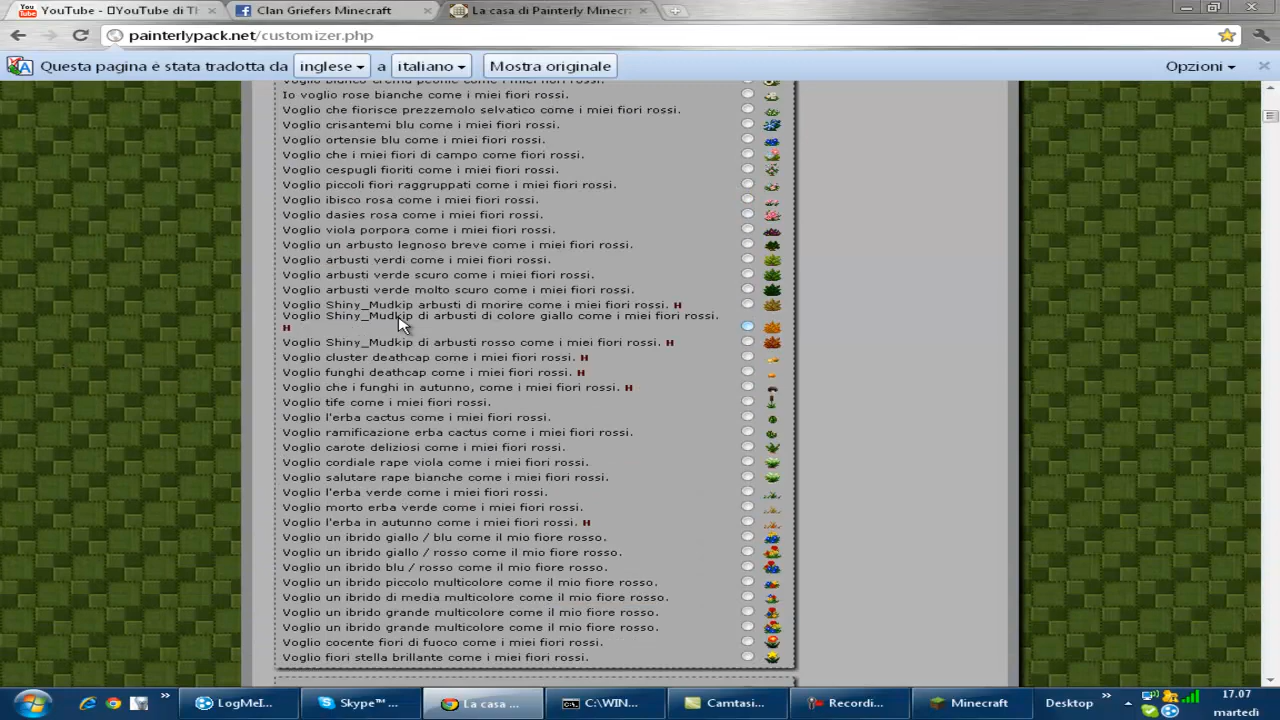 YouTube - YouTube di Th
Clan Griefers Minecraft
La casa di Painterly Minecr
painterlypack.net/customizer.php
Questa pagina è stata tradotta da inglese a italiano Mostra originale Opzioni
Voglio bianco crema peonie come i miei fiori rossi.
Io voglio rose bianche come i miei fiori rossi.
Voglio che fiorisce prezzemolo selvatico come i miei fiori rossi.
Voglio crisantemi blu come i miei fiori rossi.
Voglio ortensie blu come i miei fiori rossi.
Voglio che i miei fiori di campo come fiori rossi.
Voglio cespugli fioriti come i miei fiori rossi.
Voglio piccoli fiori raggruppati come i miei fiori rossi.
Voglio ibisco rosa come i miei fiori rossi.
Voglio dasies rosa come i miei fiori rossi.
Voglio viola porpora come i miei fiori rossi.
Voglio un arbusto legnoso breve come i miei fiori rossi.
Voglio arbusti verdi come i miei fiori rossi.
Voglio arbusti verde scuro come i miei fiori rossi.
Voglio arbusti verde molto scuro come i miei fiori rossi.
Voglio Shiny_Mudkip arbusti di morire come i miei fiori rossi. H
Voglio Shiny_Mudkip di arbusti di colore giallo come i miei fiori rossi.
H
Voglio Shiny_Mudkip di arbusti rosso come i miei fiori rossi. H
Voglio cluster deathcap come i miei fiori rossi. H
Voglio funghi deathcap come i miei fiori rossi. H
Voglio che i funghi in autunno, come i miei fiori rossi. H
Voglio tife come i miei fiori rossi.
Voglio l'erba cactus come i miei fiori rossi.
Voglio ramificazione erba cactus come i miei fiori rossi.
Voglio carote deliziosi come i miei fiori rossi.
Voglio cordiale rape viola come i miei fiori rossi.
Voglio salutare rape bianche come i miei fiori rossi.
Voglio l'erba verde come i miei fiori rossi.
Voglio morto erba verde come i miei fiori rossi.
Voglio l'erba in autunno come i miei fiori rossi. H
Voglio un ibrido giallo / blu come il mio fiore rosso.
Voglio un ibrido giallo / rosso come il mio fiore rosso.
Voglio un ibrido blu / rosso come il mio fiore rosso.
Voglio un ibrido piccolo multicolore come il mio fiore rosso.
Voglio un ibrido di media multicolore come il mio fiore rosso.
Voglio un ibrido grande multicolore come il mio fiore rosso.
Voglio un ibrido grande multicolore come il mio fiore rosso.
Voglio cocente fiori di fuoco come i miei fiori rossi.
Voglio fiori stella brillante come i miei fiori rossi.
LogMeI... Skype™ ... La casa ... C:\WIN... Camtasi... Recordi... Minecraft Desktop 17.07
martedì